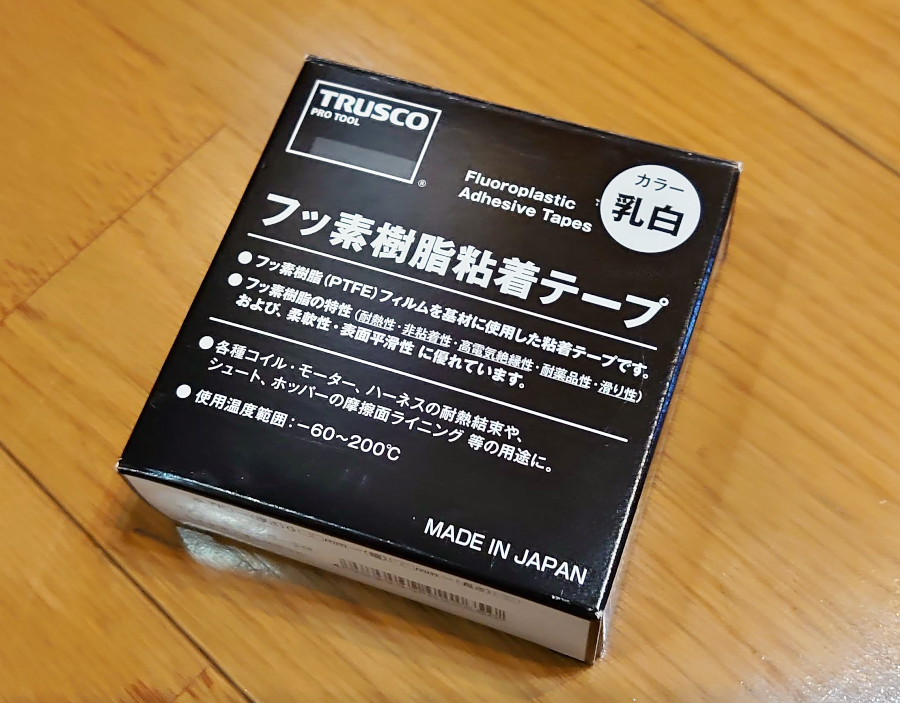 TRUSCO
PRO TOOL
®
Fluoroplastic
Adhesive Tapes
カラー
乳白
フッ素樹脂粘着テープ
●フッ素樹脂(PTFE)フィルムを基材に使用した粘着テープです。
●フッ素樹脂の特性(耐熱性・非粘着性・高電気絶縁性・耐薬品性・滑り性)
および、柔軟性・表面平滑性に優れています。
●各種コイル・モーター、ハーネスの耐熱結束や、
シュート、ホッパーの摩擦面ライニング 等の用途に。
●使用温度範囲:−60〜200℃
MADE IN JAPAN